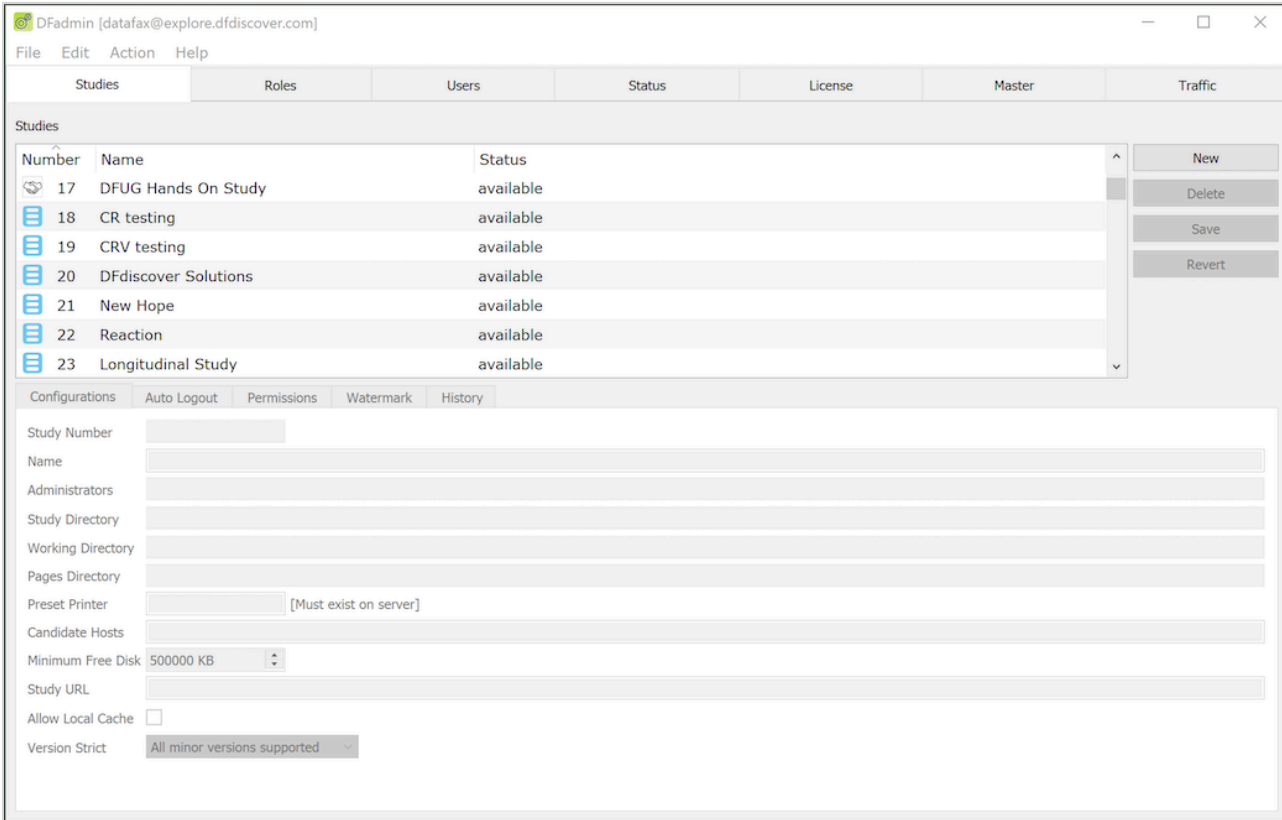 DFadmin [datafax@explore.dfdiscover.com]
File Edit Action Help
Studies Roles Users Status License Master Traffic
Studies
Number Name Status
17 DFUG Hands On Study available
18 CR testing available
19 CRV testing available
20 DFdiscover Solutions available
21 New Hope available
22 Reaction available
23 Longitudinal Study available
New
Delete
Save
Revert
Configurations Auto Logout Permissions Watermark History
Study Number
Name
Administrators
Study Directory
Working Directory
Pages Directory
Preset Printer [Must exist on server]
Candidate Hosts
Minimum Free Disk 500000 KB
Study URL
Allow Local Cache
Version Strict All minor versions supported